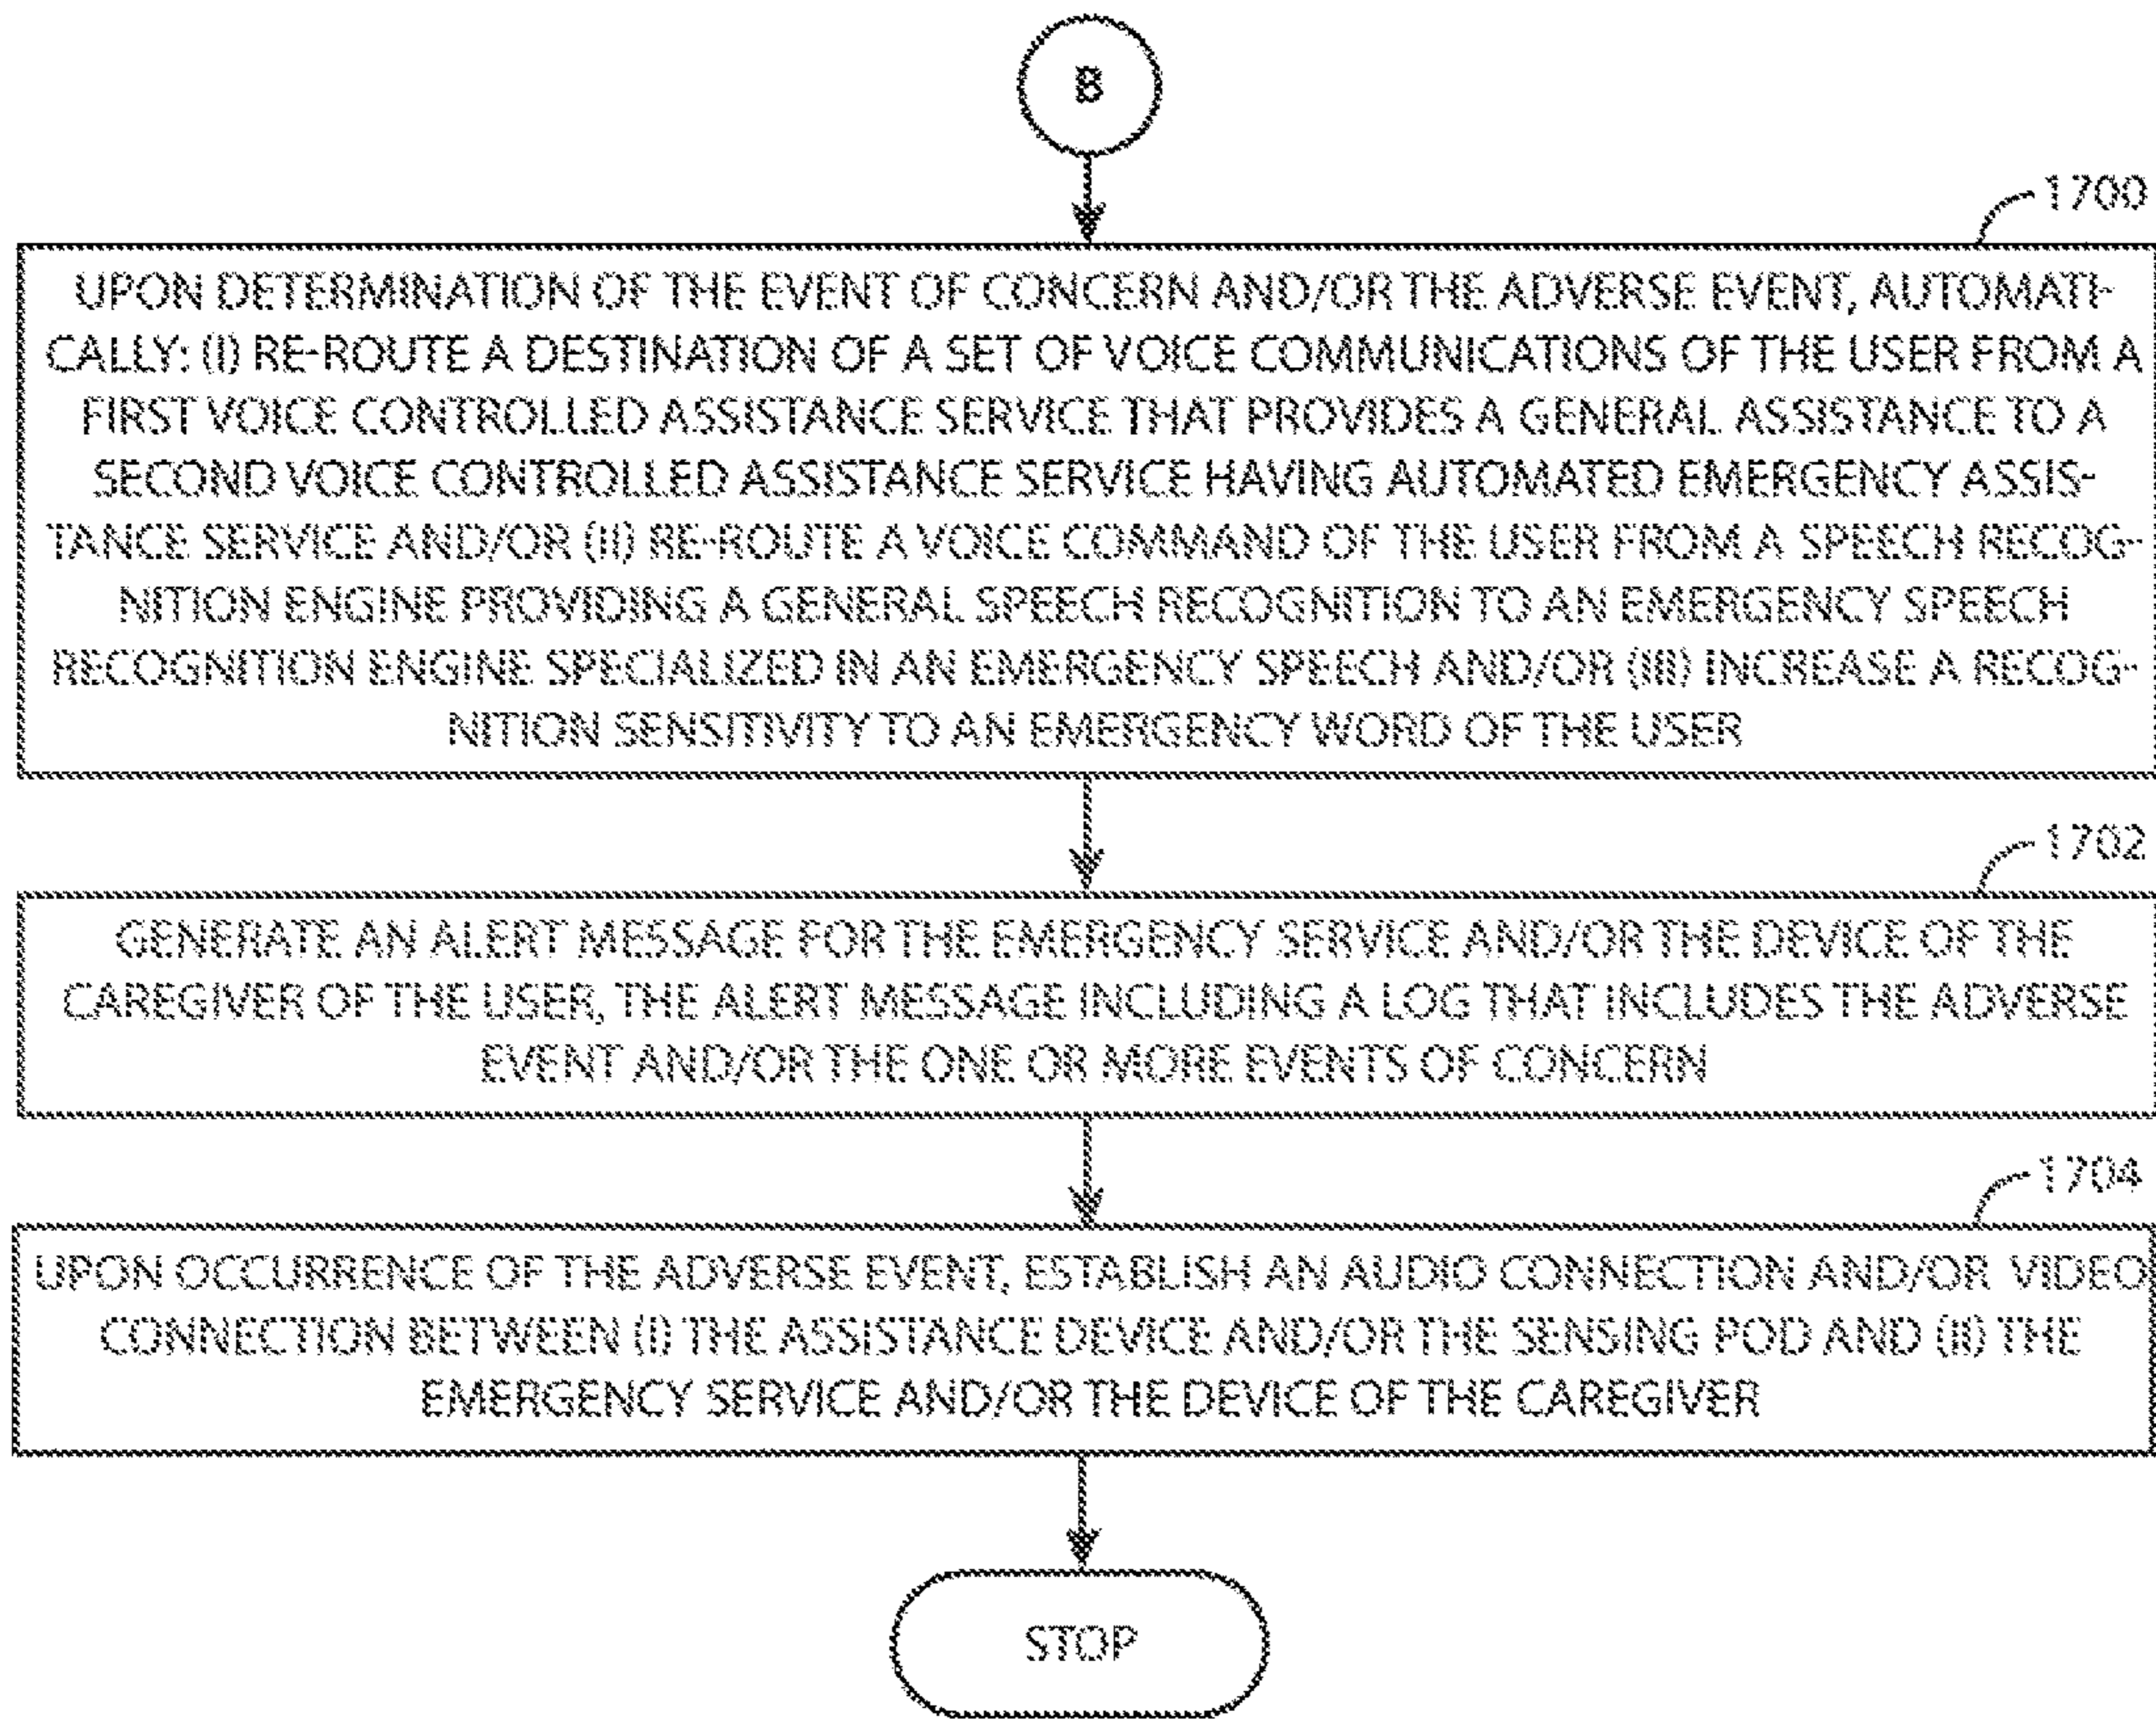 B
1700
UPON DETERMINATION OF THE EVENT OF CONCERN AND/OR THE ADVERSE EVENT, AUTOMATI-
CALLY: (I) RE-ROUTE A DESTINATION OF A SET OF VOICE COMMUNICATIONS OF THE USER FROM A
FIRST VOICE CONTROLLED ASSISTANCE SERVICE THAT PROVIDES A GENERAL ASSISTANCE TO A
SECOND VOICE CONTROLLED ASSISTANCE SERVICE HAVING AUTOMATED EMERGENCY ASSIS-
TANCE SERVICE AND/OR (II) RE-ROUTE A VOICE COMMAND OF THE USER FROM A SPEECH RECOG-
NITION ENGINE PROVIDING A GENERAL SPEECH RECOGNITION TO AN EMERGENCY SPEECH
RECOGNITION ENGINE SPECIALIZED IN AN EMERGENCY SPEECH AND/OR (III) INCREASE A RECOG-
NITION SENSITIVITY TO AN EMERGENCY WORD OF THE USER
1702
GENERATE AN ALERT MESSAGE FOR THE EMERGENCY SERVICE AND/OR THE DEVICE OF THE
CAREGIVER OF THE USER, THE ALERT MESSAGE INCLUDING A LOG THAT INCLUDES THE ADVERSE
EVENT AND/OR THE ONE OR MORE EVENTS OF CONCERN
1704
UPON OCCURRENCE OF THE ADVERSE EVENT, ESTABLISH AN AUDIO CONNECTION AND/OR VIDEO
CONNECTION BETWEEN (I) THE ASSISTANCE DEVICE AND/OR THE SENSING POD AND (II) THE
EMERGENCY SERVICE AND/OR THE DEVICE OF THE CAREGIVER
STOP